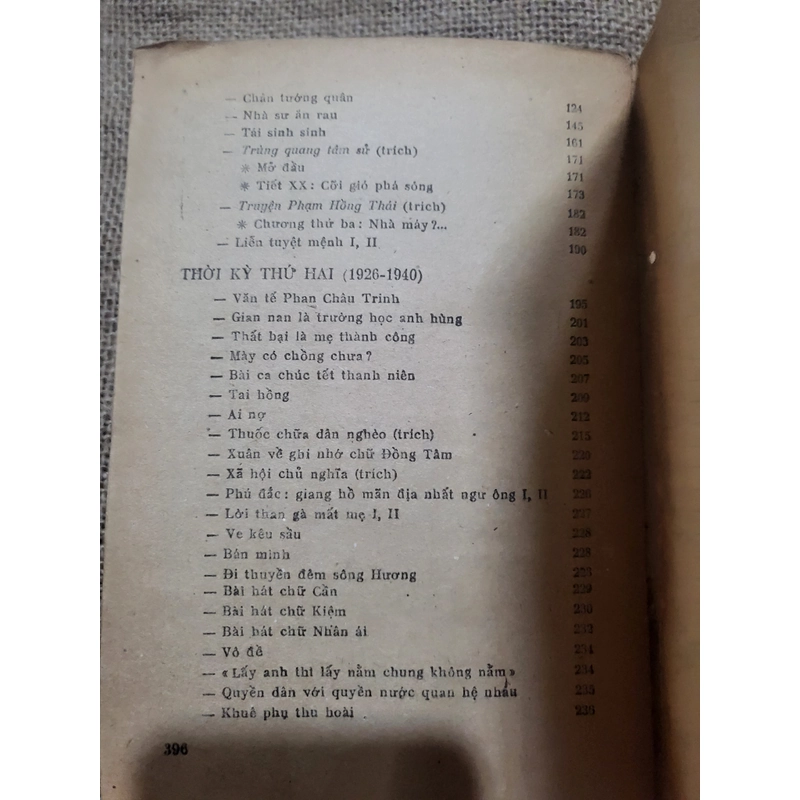 — Chân tướng quân 124
— Nhà sư ăn rau 145
— Tái sinh sinh 161
— Trùng quang tâm sử (trích) 171
✳ Mở đầu 171
✳ Tiết XX: Cỡi gió phá sóng 173
— Truyện Phạm Hồng Thái (trích) 182
✳ Chương thứ ba: Nhà máy?... 182
— Liễn tuyệt mệnh I, II 190
THỜI KỲ THỨ HAI (1926-1940)
— Văn tế Phan Châu Trinh 195
— Gian nan là trường học anh hùng 201
— Thất bại là mẹ thành công 203
— Mày có chồng chưa? 205
— Bài ca chúc tết thanh niên 207
— Tai hồng 209
— Ai nợ 212
— Thuốc chữa dân nghèo (trích) 215
— Xuân về ghi nhớ chữ Đồng Tâm 220
— Xã hội chủ nghĩa (trích) 222
— Phú đắc: giang hồ mãn địa nhất ngư ông I, II 226
— Lời than gà mất mẹ I, II 227
— Ve kêu sầu 228
— Bán mình 228
— Đi thuyền đêm sông Hương
— Bài hát chữ Cần 229
— Bài hát chữ Kiệm 230
— Bài hát chữ Nhân ái 232
— Vô đề 234
— «Lấy anh thì lấy nằm chung không nằm» 234
— Quyền dân với quyền nước quan hệ nhau 235
— Khuê phụ thu hoài 236
396